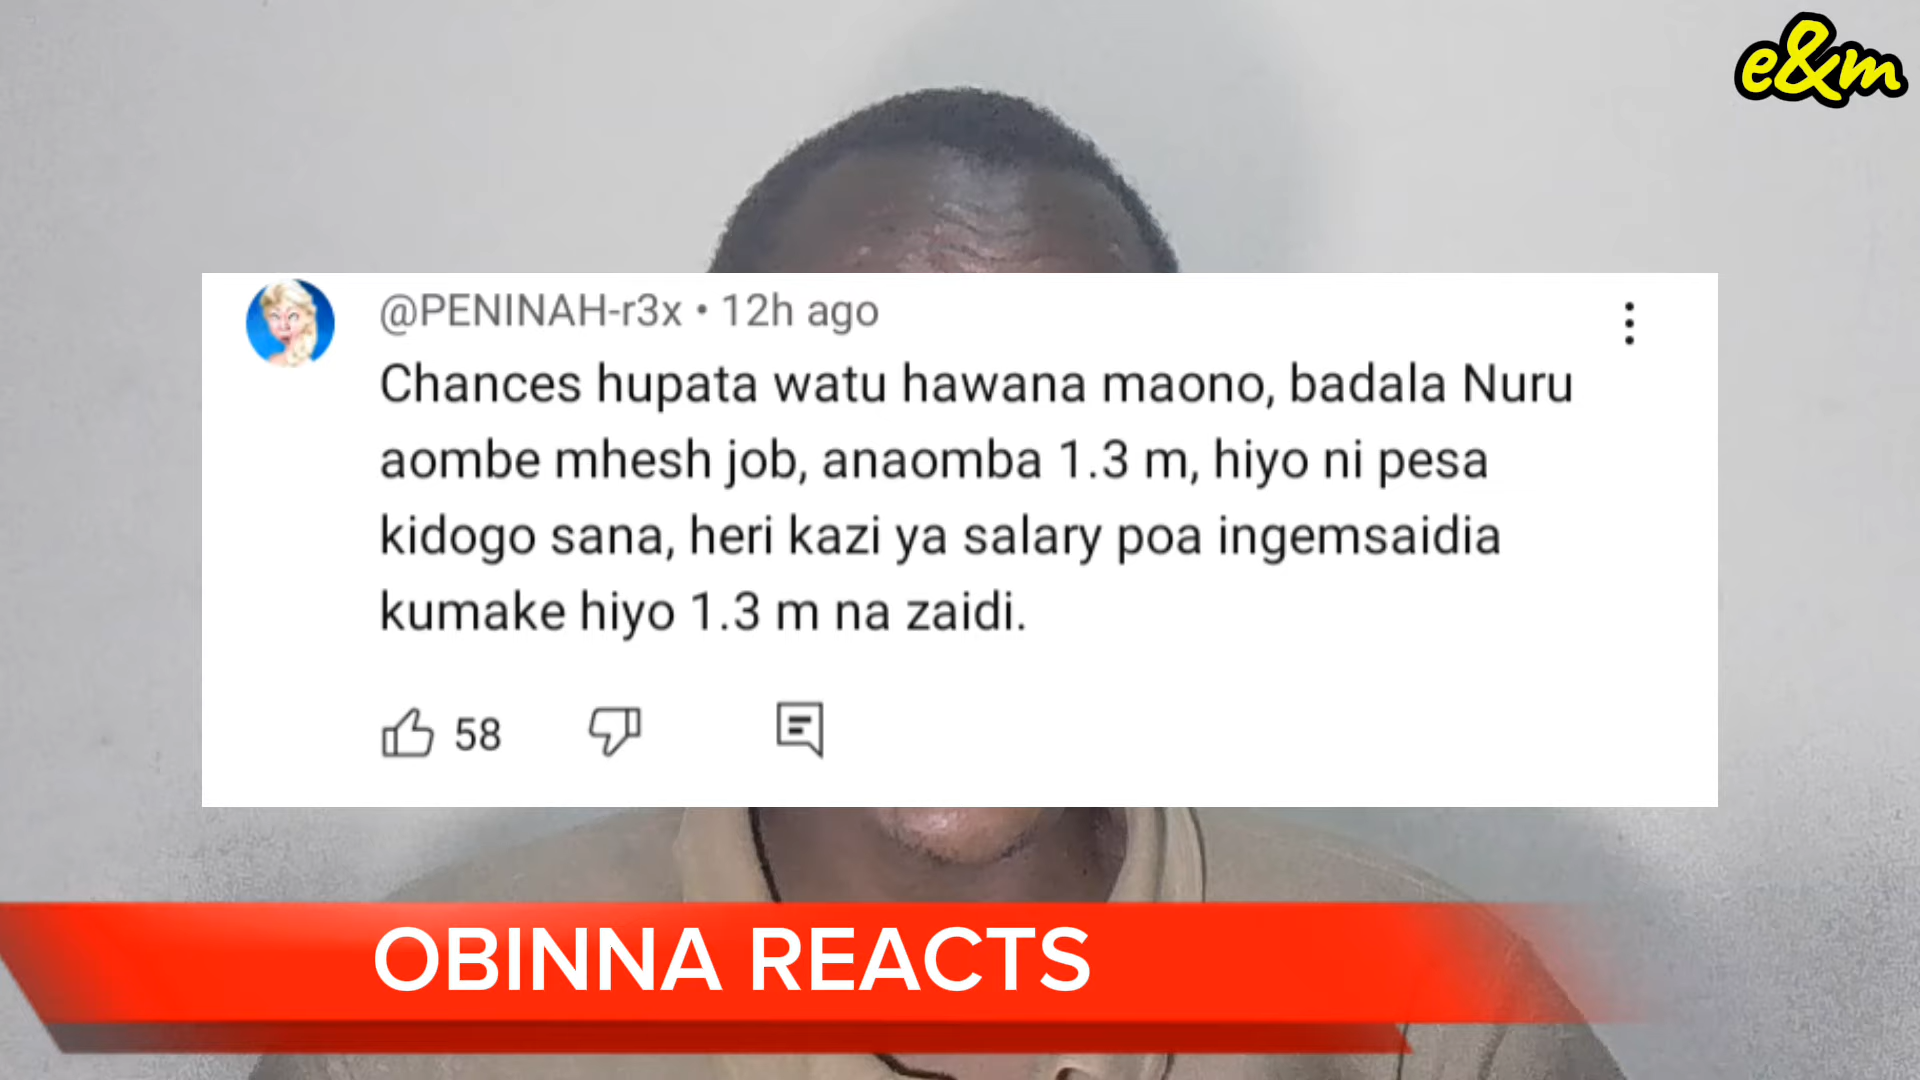 e&m
@PENINAH-r3x • 12h ago
Chances hupata watu hawana maono, badala Nuru
aombe mhesh job, anaomba 1.3 m, hiyo ni pesa
kidogo sana, heri kazi ya salary poa ingemsaidia
kumake hiyo 1.3 m na zaidi.
58
OBINNA REACTS